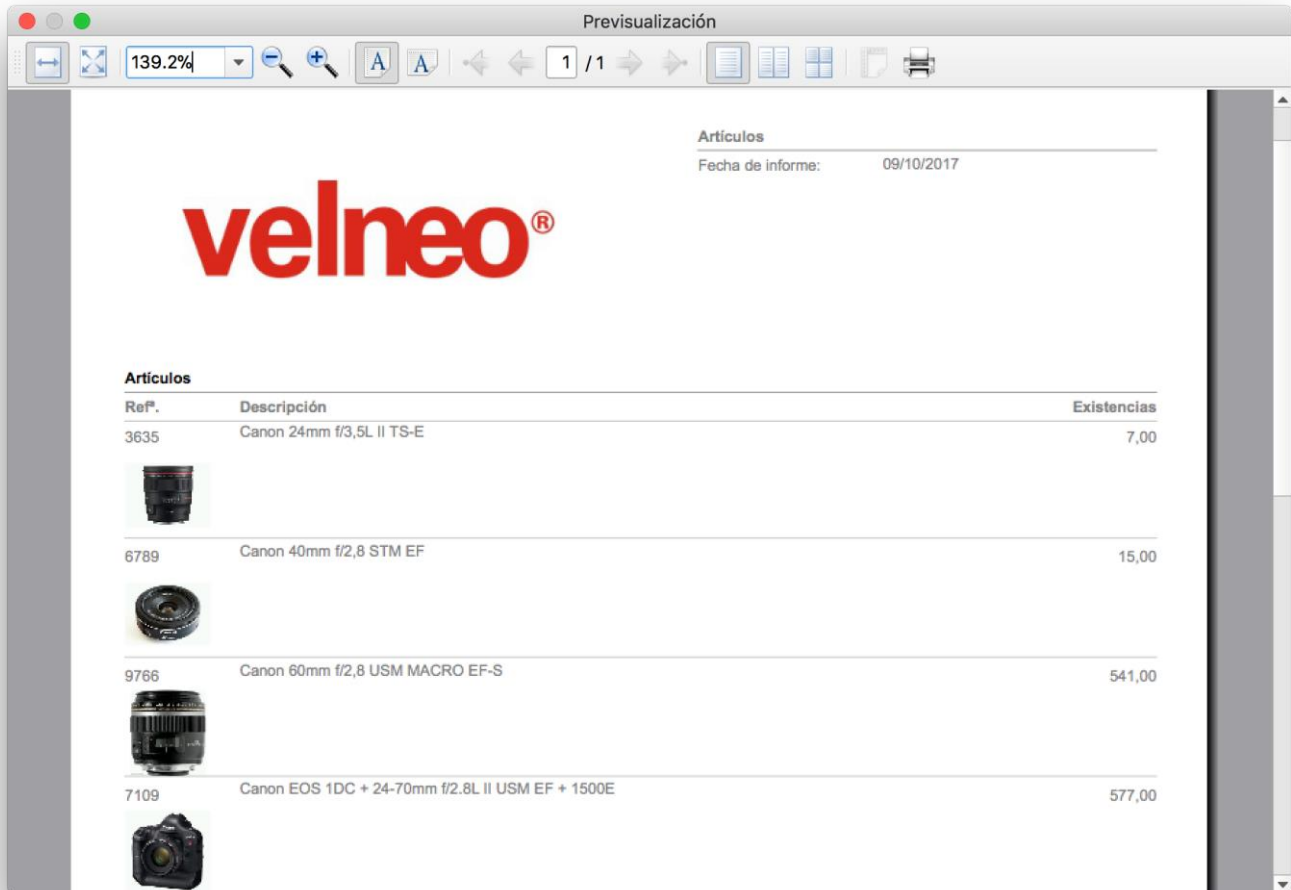 Previsualización
139.2%
A A 1 /1
Artículos
Fecha de informe: 09/10/2017
velneo®
Artículos
Refª. Descripción Existencias
3635 Canon 24mm f/3,5L II TS-E 7,00
6789 Canon 40mm f/2,8 STM EF 15,00
9766 Canon 60mm f/2,8 USM MACRO EF-S 541,00
7109 Canon EOS 1DC + 24-70mm f/2.8L II USM EF + 1500E 577,00